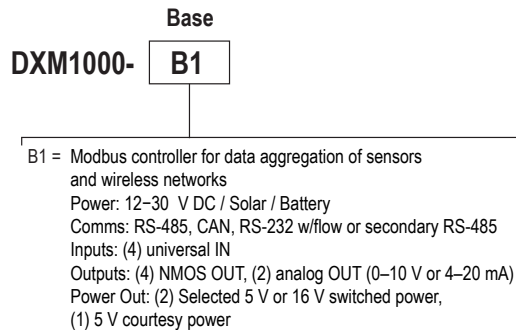 Base
DXM1000- B1
B1 = Modbus controller for data aggregation of sensors
and wireless networks
Power: 12−30 V DC / Solar / Battery
Comms: RS-485, CAN, RS-232 w/flow or secondary RS-485
Inputs: (4) universal IN
Outputs: (4) NMOS OUT, (2) analog OUT (0–10 V or 4–20 mA)
Power Out: (2) Selected 5 V or 16 V switched power,
(1) 5 V courtesy power